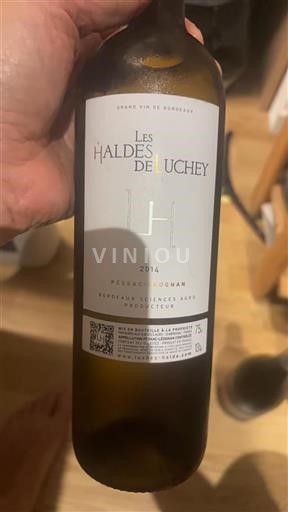 GRAND VIN DE BORDEAUX
LES
HALDES
DE LUCHEY
LH
VINIOU
2014
PESSAC-LÉOGNAN
BORDEAUX SCIENCES AGRO
PRODUCTEUR
MIS EN BOUTEILLE À LA PROPRIÉTÉ
APPELLATION PESSAC-LÉOGNAN CONTRÔLÉE
www.luchey-halde.com
75cl